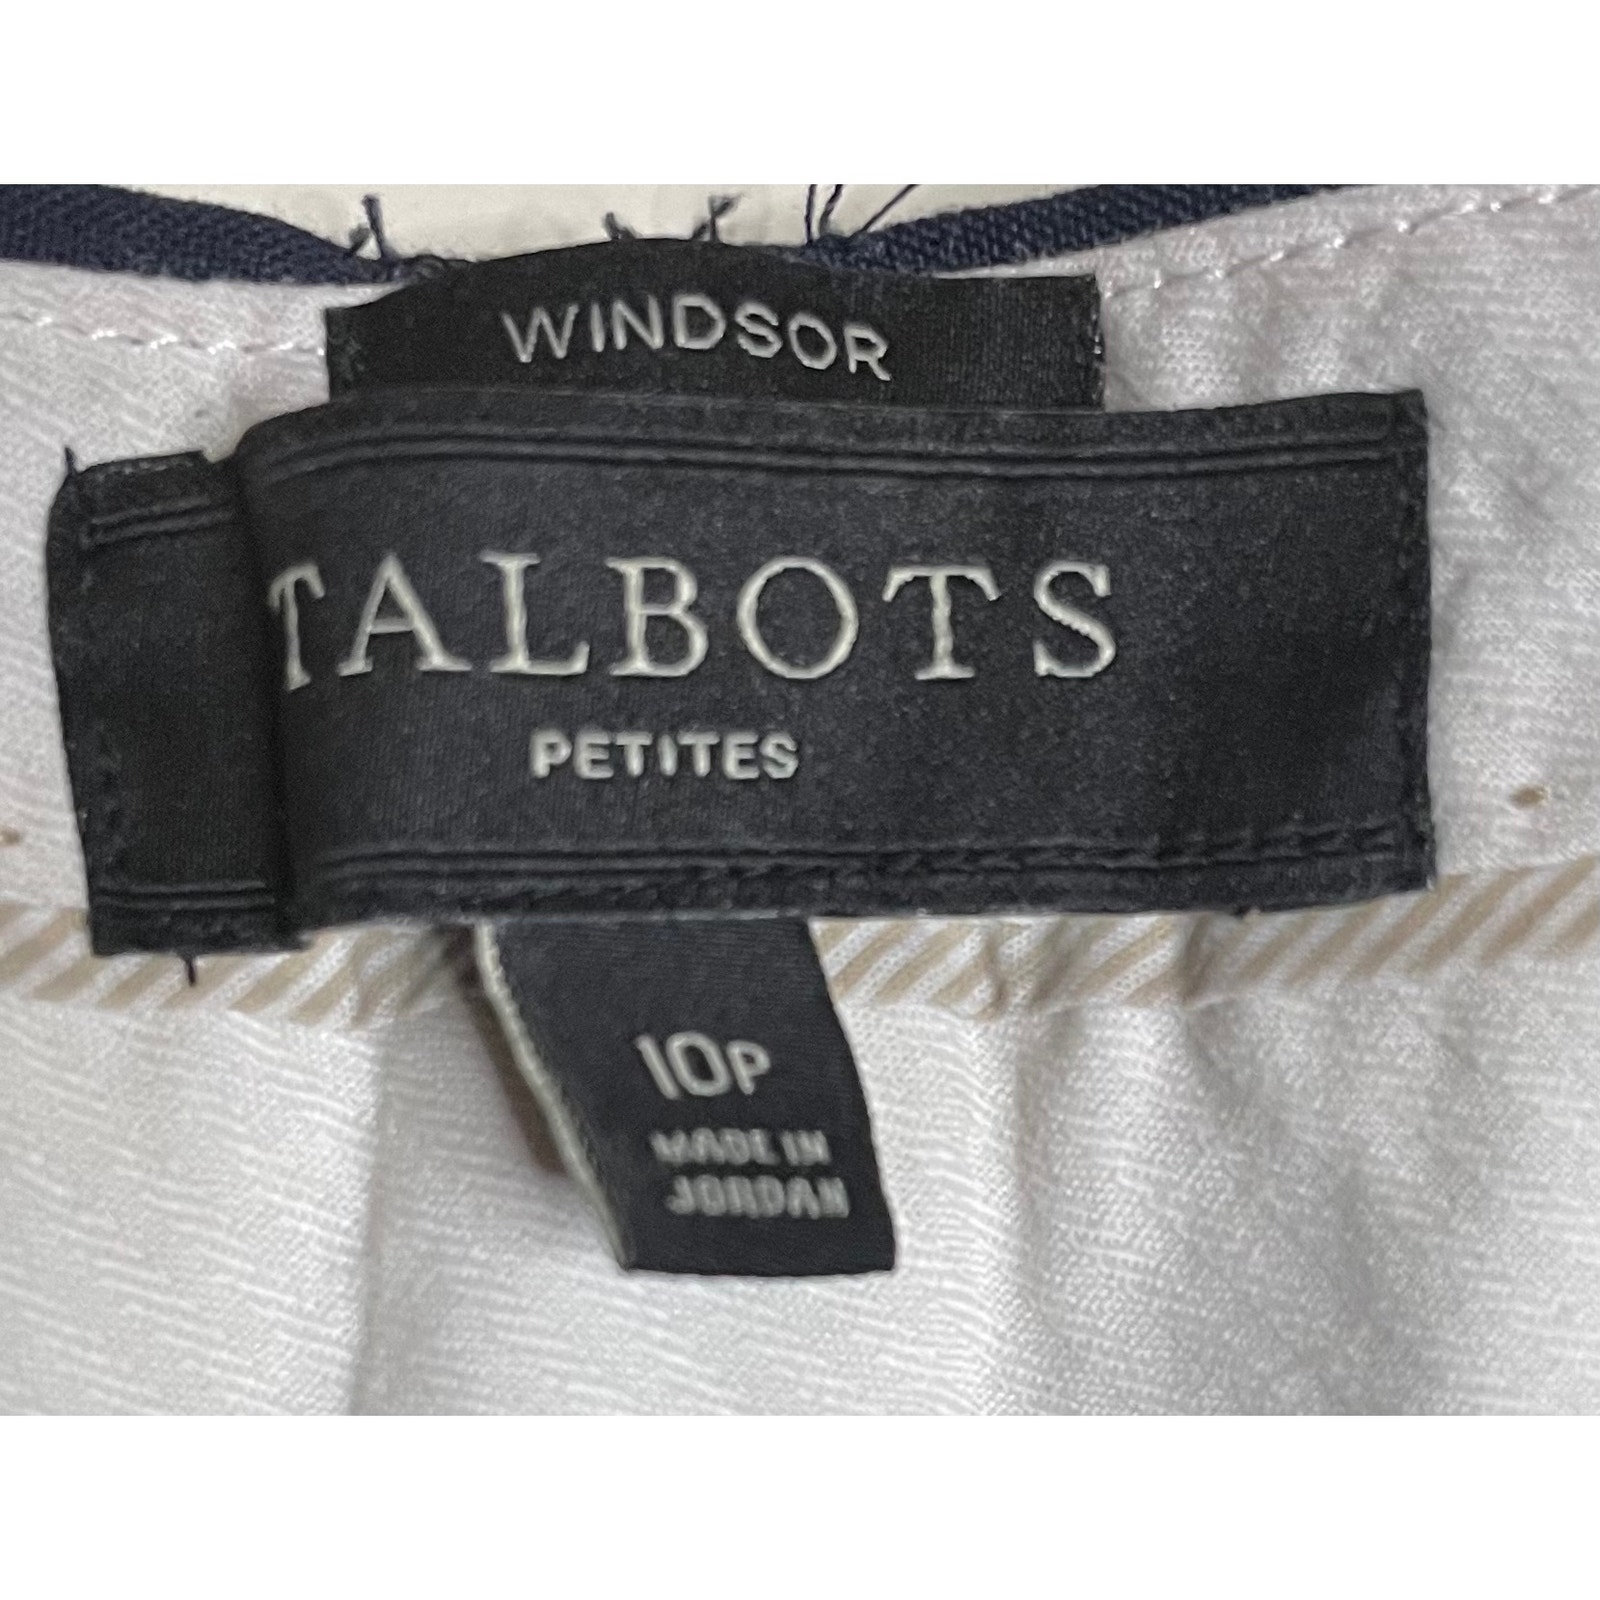 WINDSOR
TALBOTS
PETITES
10P
MADE IN
JORDAN